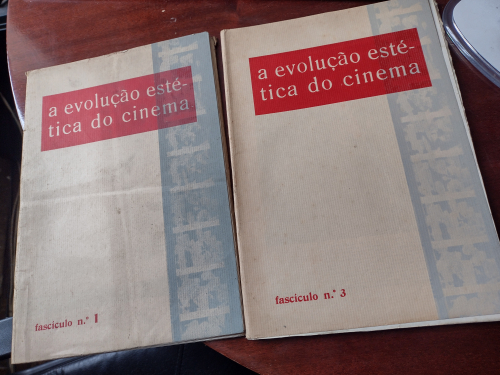 a evolução esté-
tica do cinema
fascículo n.º 1
a evolução esté-
tica do cinema
fascículo n.º 3